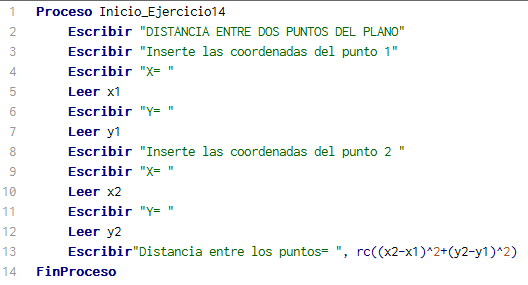 1 Proceso Inicio_Ejercicio14
2 Escribir "DISTANCIA ENTRE DOS PUNTOS DEL PLANO"
3 Escribir "Inserte las coordenadas del punto 1"
4 Escribir "X= "
5 Leer x1
6 Escribir "Y= "
7 Leer y1
8 Escribir "Inserte las coordenadas del punto 2 "
9 Escribir "X= "
10 Leer x2
11 Escribir "Y= "
12 Leer y2
13 Escribir"Distancia entre los puntos= ", rc((x2-x1)^2+(y2-y1)^2)
14 FinProceso